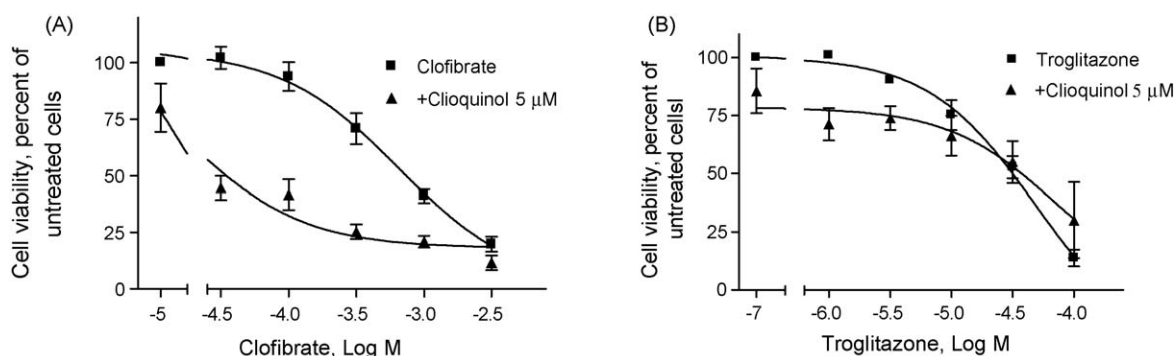 (A)
Cell viability, percent of
untreated cells
100
75
50
25
0
-5
-4.5
-4.0
-3.5
-3.0
-2.5
Clofibrate, Log M
Clofibrate
+Clioquinol 5 μM
(B)
Cell viability, percent of
untreated cellsl
100
75
50
25
0
-7
-6.0
-5.5
-5.0
-4.5
-4.0
Troglitazone, Log M
Troglitazone
+Clioquinol 5 μM